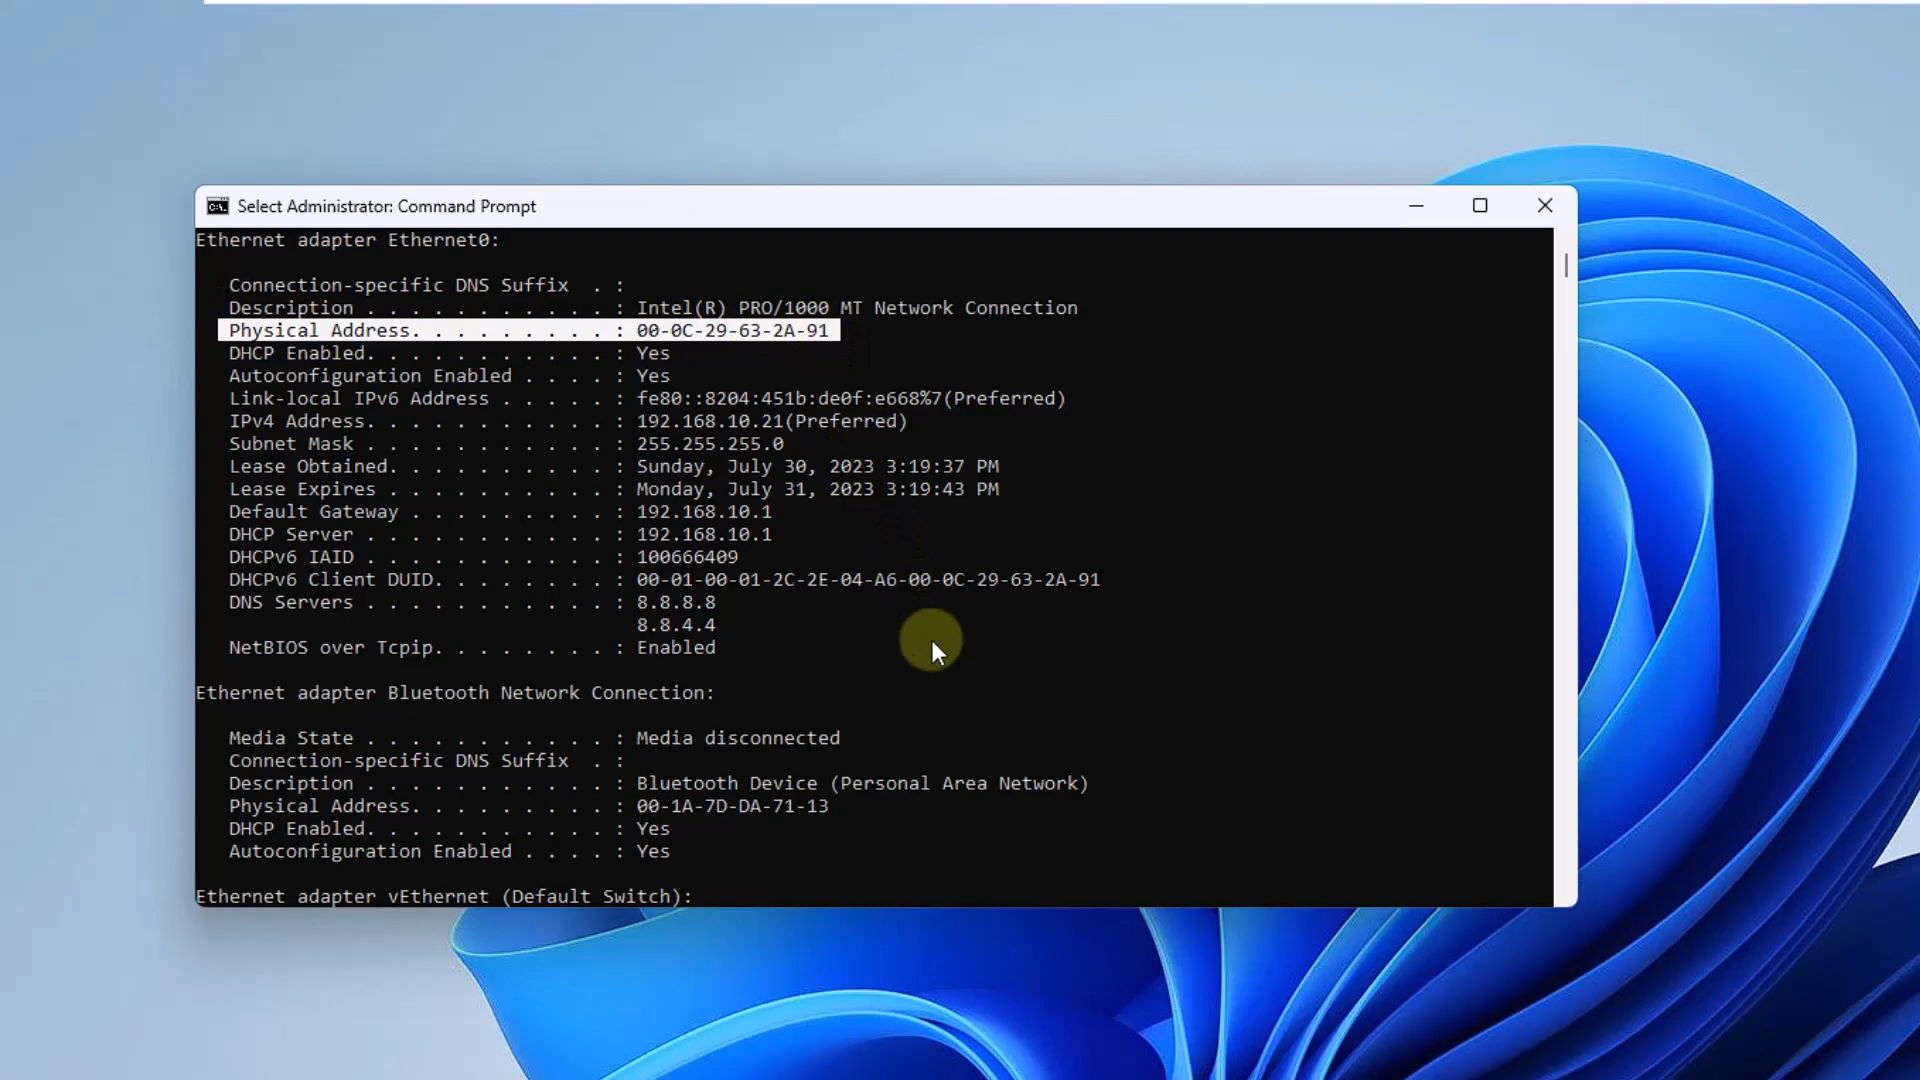 Select Administrator: Command Prompt
Ethernet adapter Ethernet0:
Connection-specific DNS Suffix  . :
Description . . . . . . . . . . . : Intel(R) PRO/1000 MT Network Connection
Physical Address. . . . . . . . . : 00-0C-29-63-2A-91
DHCP Enabled. . . . . . . . . . . : Yes
Autoconfiguration Enabled . . . . : Yes
Link-local IPv6 Address . . . . . : fe80::8204:451b:de0f:e668%7(Preferred)
IPv4 Address. . . . . . . . . . . : 192.168.10.21(Preferred)
Subnet Mask . . . . . . . . . . . : 255.255.255.0
Lease Obtained. . . . . . . . . . : Sunday, July 30, 2023 3:19:37 PM
Lease Expires . . . . . . . . . . : Monday, July 31, 2023 3:19:43 PM
Default Gateway . . . . . . . . . : 192.168.10.1
DHCP Server . . . . . . . . . . . : 192.168.10.1
DHCPv6 IAID . . . . . . . . . . . : 100666409
DHCPv6 Client DUID. . . . . . . . : 00-01-00-01-2C-2E-04-A6-00-0C-29-63-2A-91
DNS Servers . . . . . . . . . . . : 8.8.8.8
8.8.4.4
NetBIOS over Tcpip. . . . . . . . : Enabled
Ethernet adapter Bluetooth Network Connection:
Media State . . . . . . . . . . . : Media disconnected
Connection-specific DNS Suffix  . :
Description . . . . . . . . . . . : Bluetooth Device (Personal Area Network)
Physical Address. . . . . . . . . : 00-1A-7D-DA-71-13
DHCP Enabled. . . . . . . . . . . : Yes
Autoconfiguration Enabled . . . . : Yes
Ethernet adapter vEthernet (Default Switch):